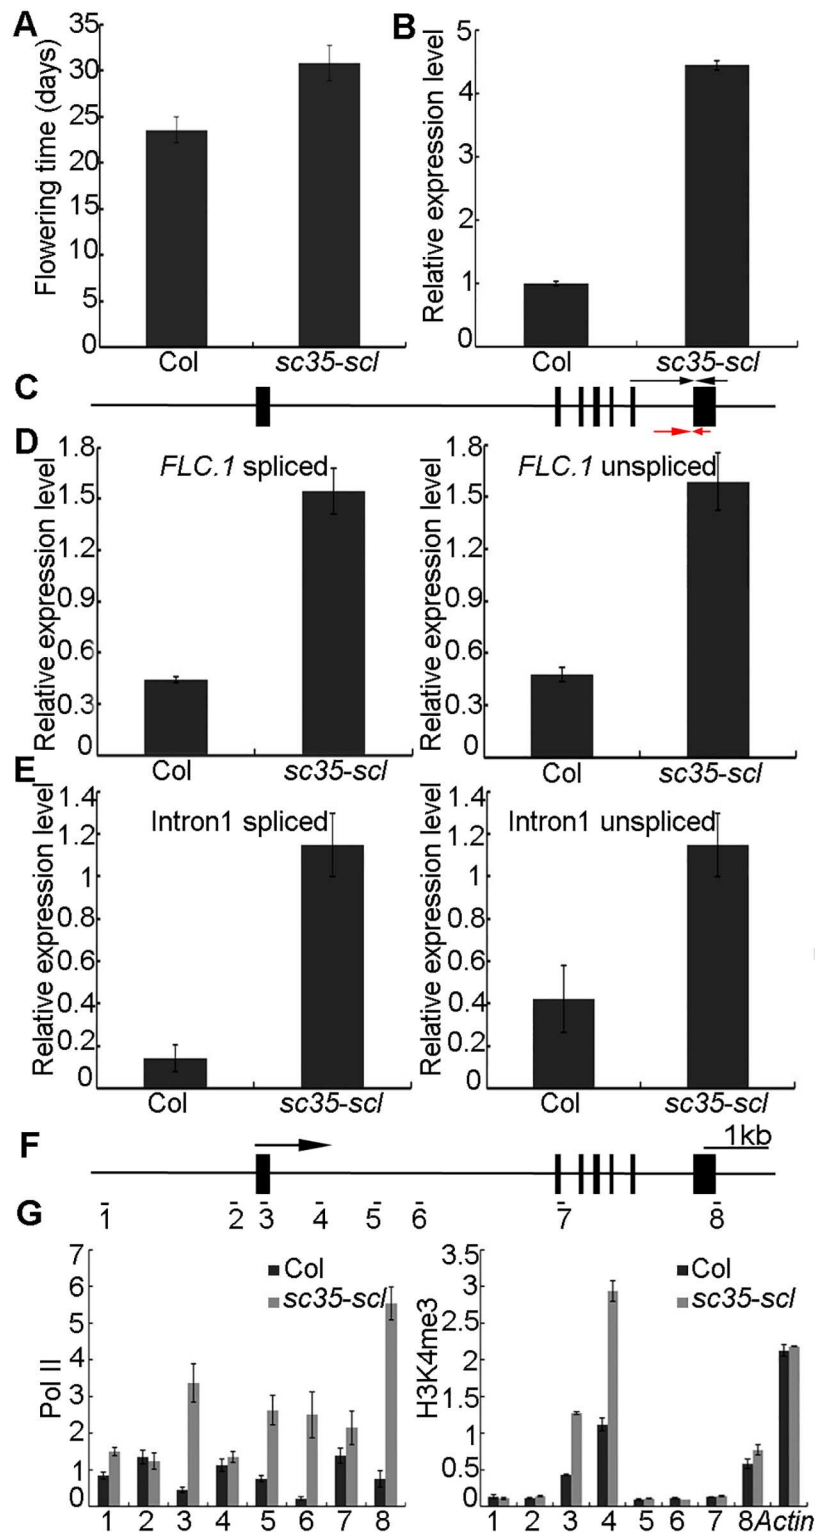 A
Flowering time (days)
35
30
25
20
15
10
5
0
Col
sc35-scl
B
Relative expression level
5
4
3
2
1
0
Col
sc35-scl
C
D
Relative expression level
1.8
1.5
1.2
0.9
0.6
0.3
0
FLC.1 spliced
Col
sc35-scl
Relative expression level
1.8
1.5
1.2
0.9
0.6
0.3
0
FLC.1 unspliced
Col
sc35-scl
E
Relative expression level
1.4
1.2
1
0.8
0.6
0.4
0.2
0
Intron1 spliced
Col
sc35-scl
Relative expression level
1.4
1.2
1
0.8
0.6
0.4
0.2
0
Intron1 unspliced
Col
sc35-scl
F
1kb
1 2 3 4 5 6 7 8
G
Pol II
7
6
5
4
3
2
1
0
Col
sc35-scl
1 2 3 4 5 6 7 8
H3K4me3
3.5
3
2.5
2
1.5
1
0.5
0
Col
sc35-scl
1 2 3 4 5 6 7 8 Actin